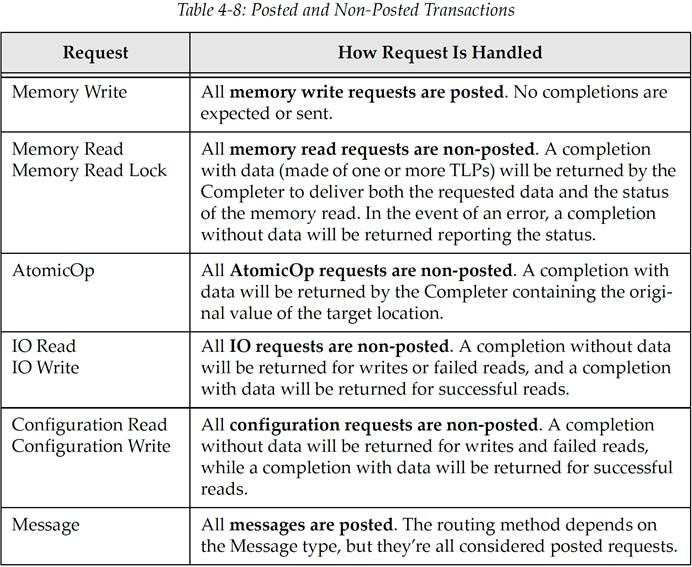 Table 4-8: Posted and Non-Posted Transactions
Request
How Request Is Handled
Memory Write
All memory write requests are posted. No completions are
expected or sent.
Memory Read
Memory Read Lock
All memory read requests are non-posted. A completion
with data (made of one or more TLPs) will be returned by the
Completer to deliver both the requested data and the status
of the memory read. In the event of an error, a completion
without data will be returned reporting the status.
AtomicOp
All AtomicOp requests are non-posted. A completion with
data will be returned by the Completer containing the origi-
nal value of the target location.
IO Read
IO Write
All IO requests are non-posted. A completion without data
will be returned for writes or failed reads, and a completion
with data will be returned for successful reads.
Configuration Read
Configuration Write
All configuration requests are non-posted. A completion
without data will be returned for writes and failed reads,
while a completion with data will be returned for successful
reads.
Message
All messages are posted. The routing method depends on
the Message type, but they're all considered posted requests.